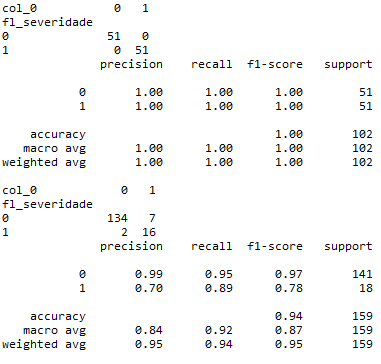 col_0 0 1
fl_severidade
0 51 0
1 0 51
precision recall f1-score support
0 1.00 1.00 1.00 51
1 1.00 1.00 1.00 51
accuracy 1.00 102
macro avg 1.00 1.00 1.00 102
weighted avg 1.00 1.00 1.00 102
col_0 0 1
fl_severidade
0 134 7
1 2 16
precision recall f1-score support
0 0.99 0.95 0.97 141
1 0.70 0.89 0.78 18
accuracy 0.94 159
macro avg 0.84 0.92 0.87 159
weighted avg 0.95 0.94 0.95 159